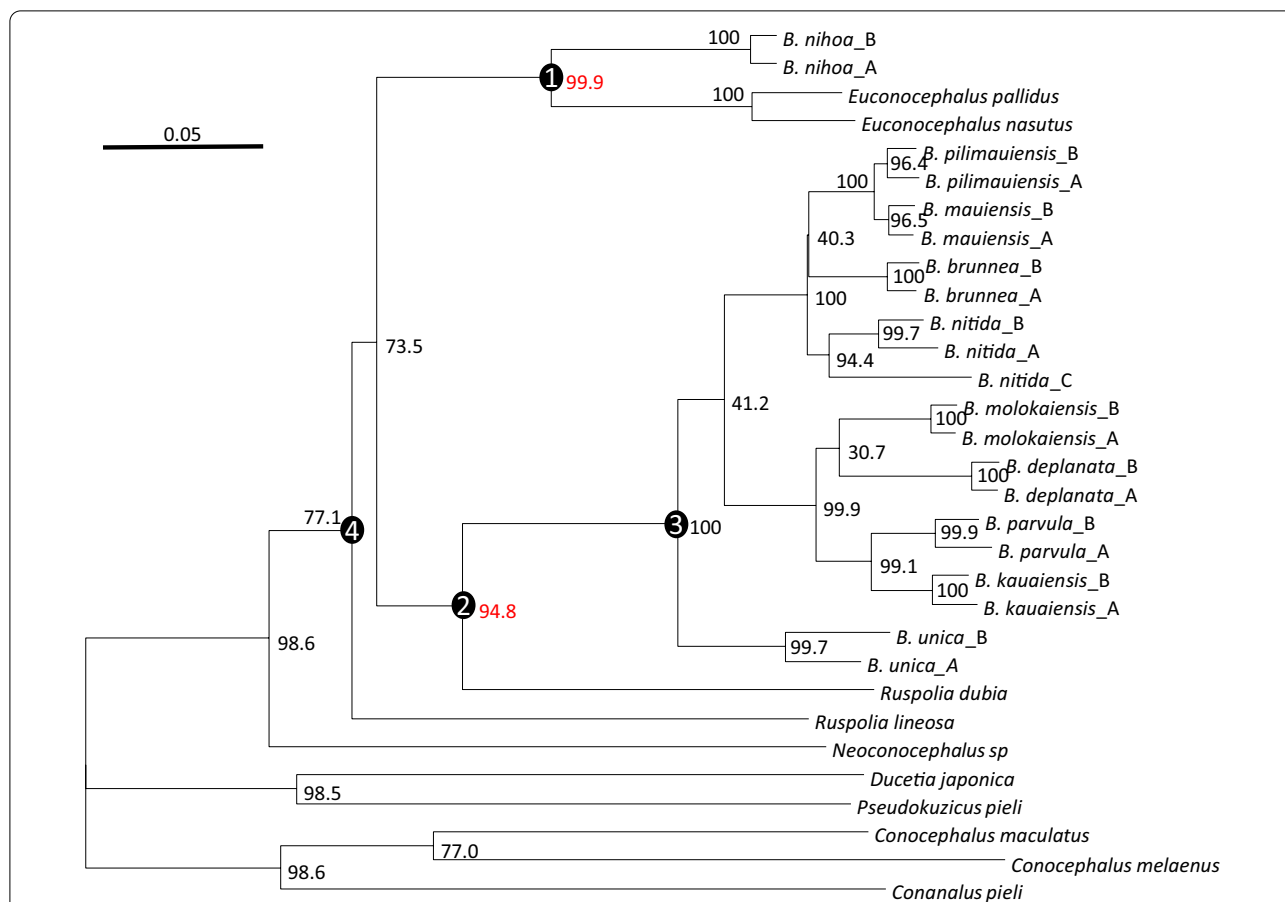 100
B. nihoa_B
B. nihoa_A
1
99.9
100
Euconocephalus pallidus
Euconocephalus nasutus
0.05
B. pilimauiensis_B
96.4
100
B. pilimauiensis_A
B. mauiensis_B
96.5
B. mauiensis_A
40.3
B. brunnea_B
100
B. brunnea_A
100
B. nitida_B
99.7
B. nitida_A
94.4
B. nitida_C
73.5
41.2
B. molokaiensis_B
100
B. molokaiensis_A
30.7
B. deplanata_B
100
B. deplanata_A
99.9
B. parvula_B
99.9
B. parvula_A
99.1
B. kauaiensis_B
100
B. kauaiensis_A
77.1
4
3
100
2
94.8
B. unica_B
99.7
B. unica_A
98.6
Ruspolia dubia
Ruspolia lineosa
Neoconocephalus sp
Ducetia japonica
98.5
Pseudokuzicus pieli
Conocephalus maculatus
77.0
Conocephalus melaenus
98.6
Conanalus pieli